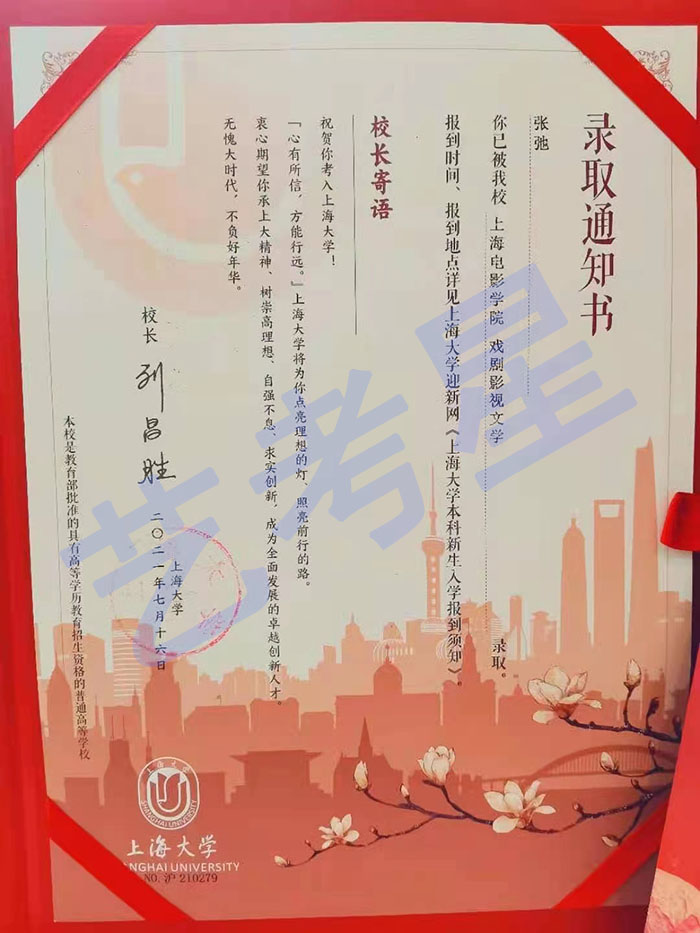 录取通知书
张弛
你已被我校 上海电影学院 戏剧影视文学 录取。
报到时间、报到地点详见上海大学迎新网《上海大学本科新生入学报到须知》。
校长寄语
祝贺你考入上海大学！
「心有所信，方能行远。」上海大学将为你点亮理想的灯、照亮前行的路。
衷心期望你承上大精神、树崇高理想、自强不息、求实创新，成为全面发展的卓越创新人才。
无愧大时代，不负好年华。
校长 刘昌胜
上海大学
二〇二一年七月十六日
本校是教育部批准的具有高等学历教育招生资格的普通高等学校
上海大学
SHANGHAI UNIVERSITY
上海大学
ANGHAI UNIVERSITY
NO. 沪 210279
艺考星